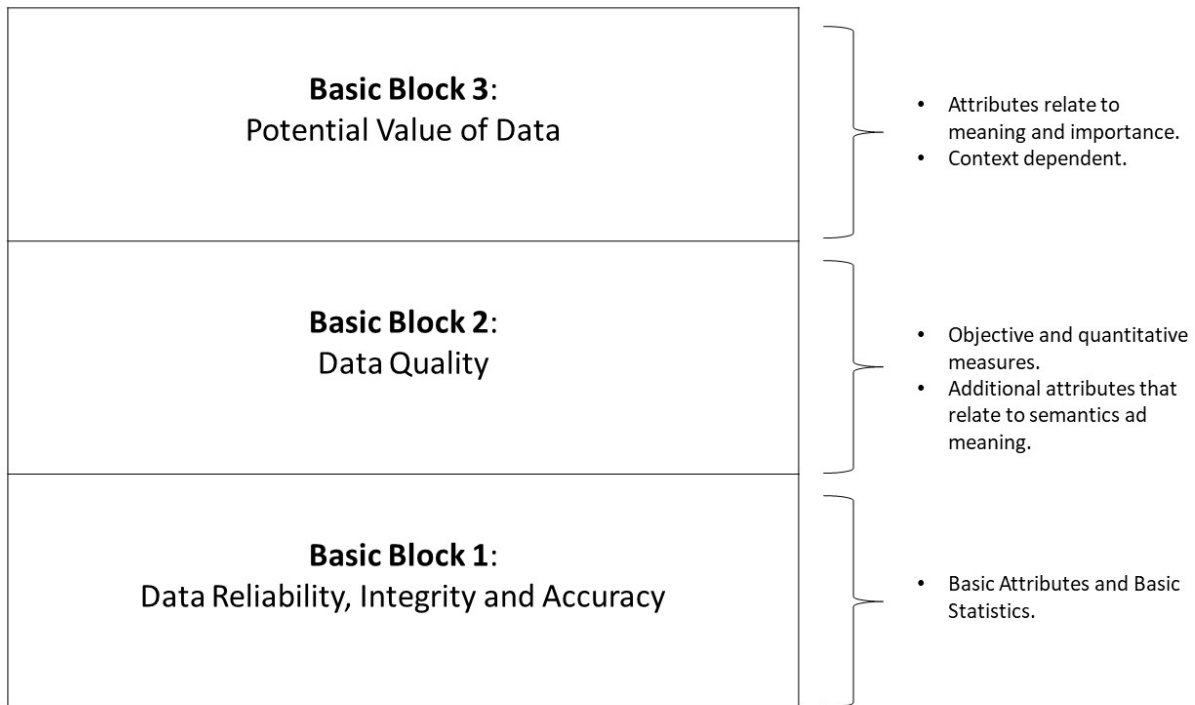 Basic Block 3:
Potential Value of Data
• Attributes relate to
meaning and importance.
• Context dependent.
Basic Block 2:
Data Quality
• Objective and quantitative
measures.
• Additional attributes that
relate to semantics ad
meaning.
Basic Block 1:
Data Reliability, Integrity and Accuracy
• Basic Attributes and Basic
Statistics.